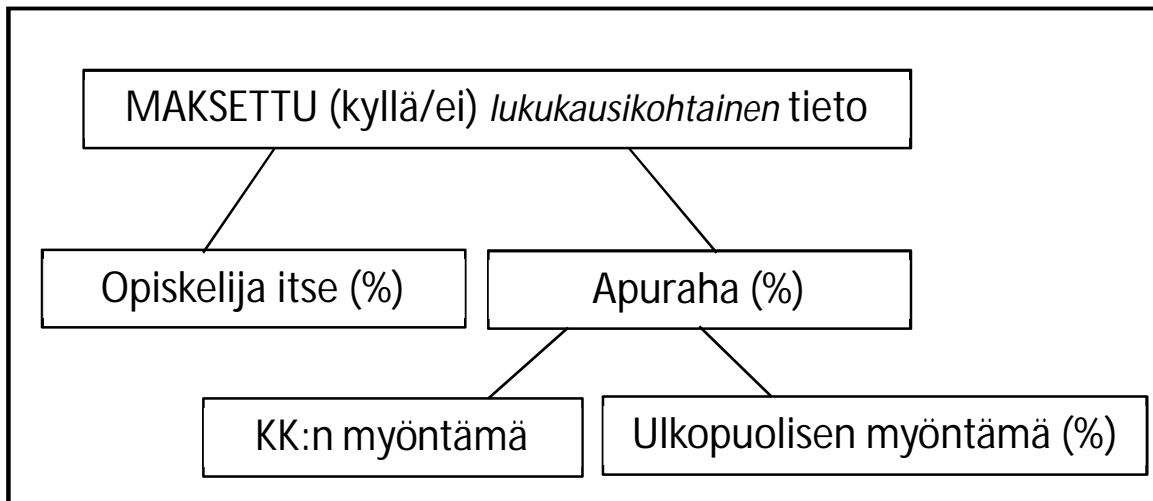 MAKSETTU (kyllä/ei) lukukausikohtainen tieto
Opiskelija itse (%)
Apuraha (%)
KK:n myöntämä
Ulkopuolisen myöntämä (%)